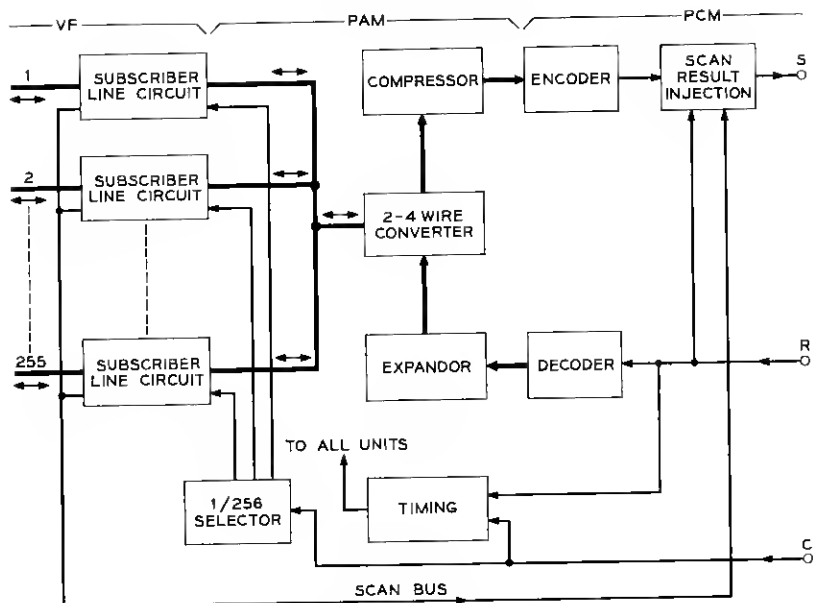 VF PAM PCM
1
SUBSCRIBER
LINE CIRCUIT
COMPRESSOR
ENCODER
SCAN
RESULT
INJECTION
S
2
SUBSCRIBER
LINE CIRCUIT
2-4 WIRE
CONVERTER
255
SUBSCRIBER
LINE CIRCUIT
EXPANDOR
DECODER
R
TO ALL UNITS
1/256
SELECTOR
TIMING
C
SCAN BUS